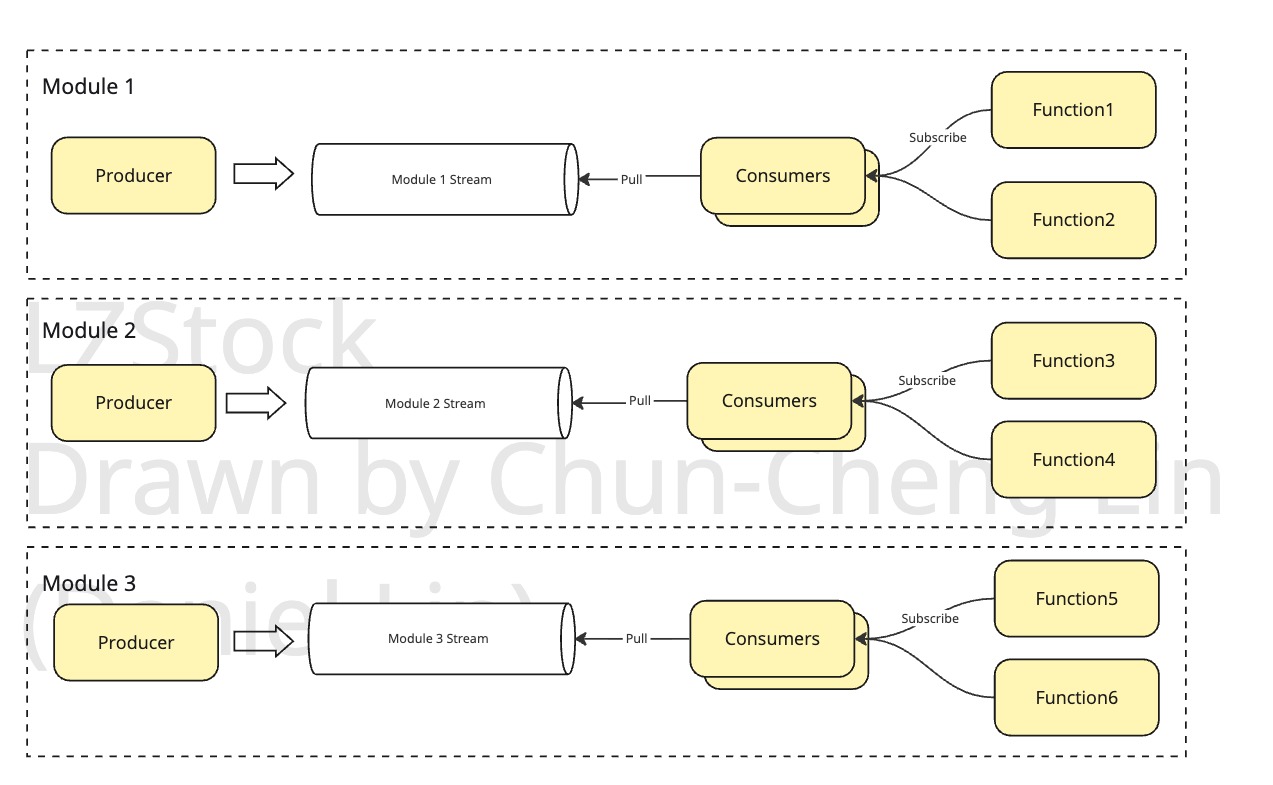 Module 1
Producer
Module 1 Stream
Pull
Consumers
Subscribe
Function1
Function2
LZStock
Module 2
Producer
Module 2 Stream
Pull
Consumers
Subscribe
Function3
Function4
Drawn by Chun-Cheng Lin
(Daniel Lin)
Module 3
Producer
Module 3 Stream
Pull
Consumers
Subscribe
Function5
Function6